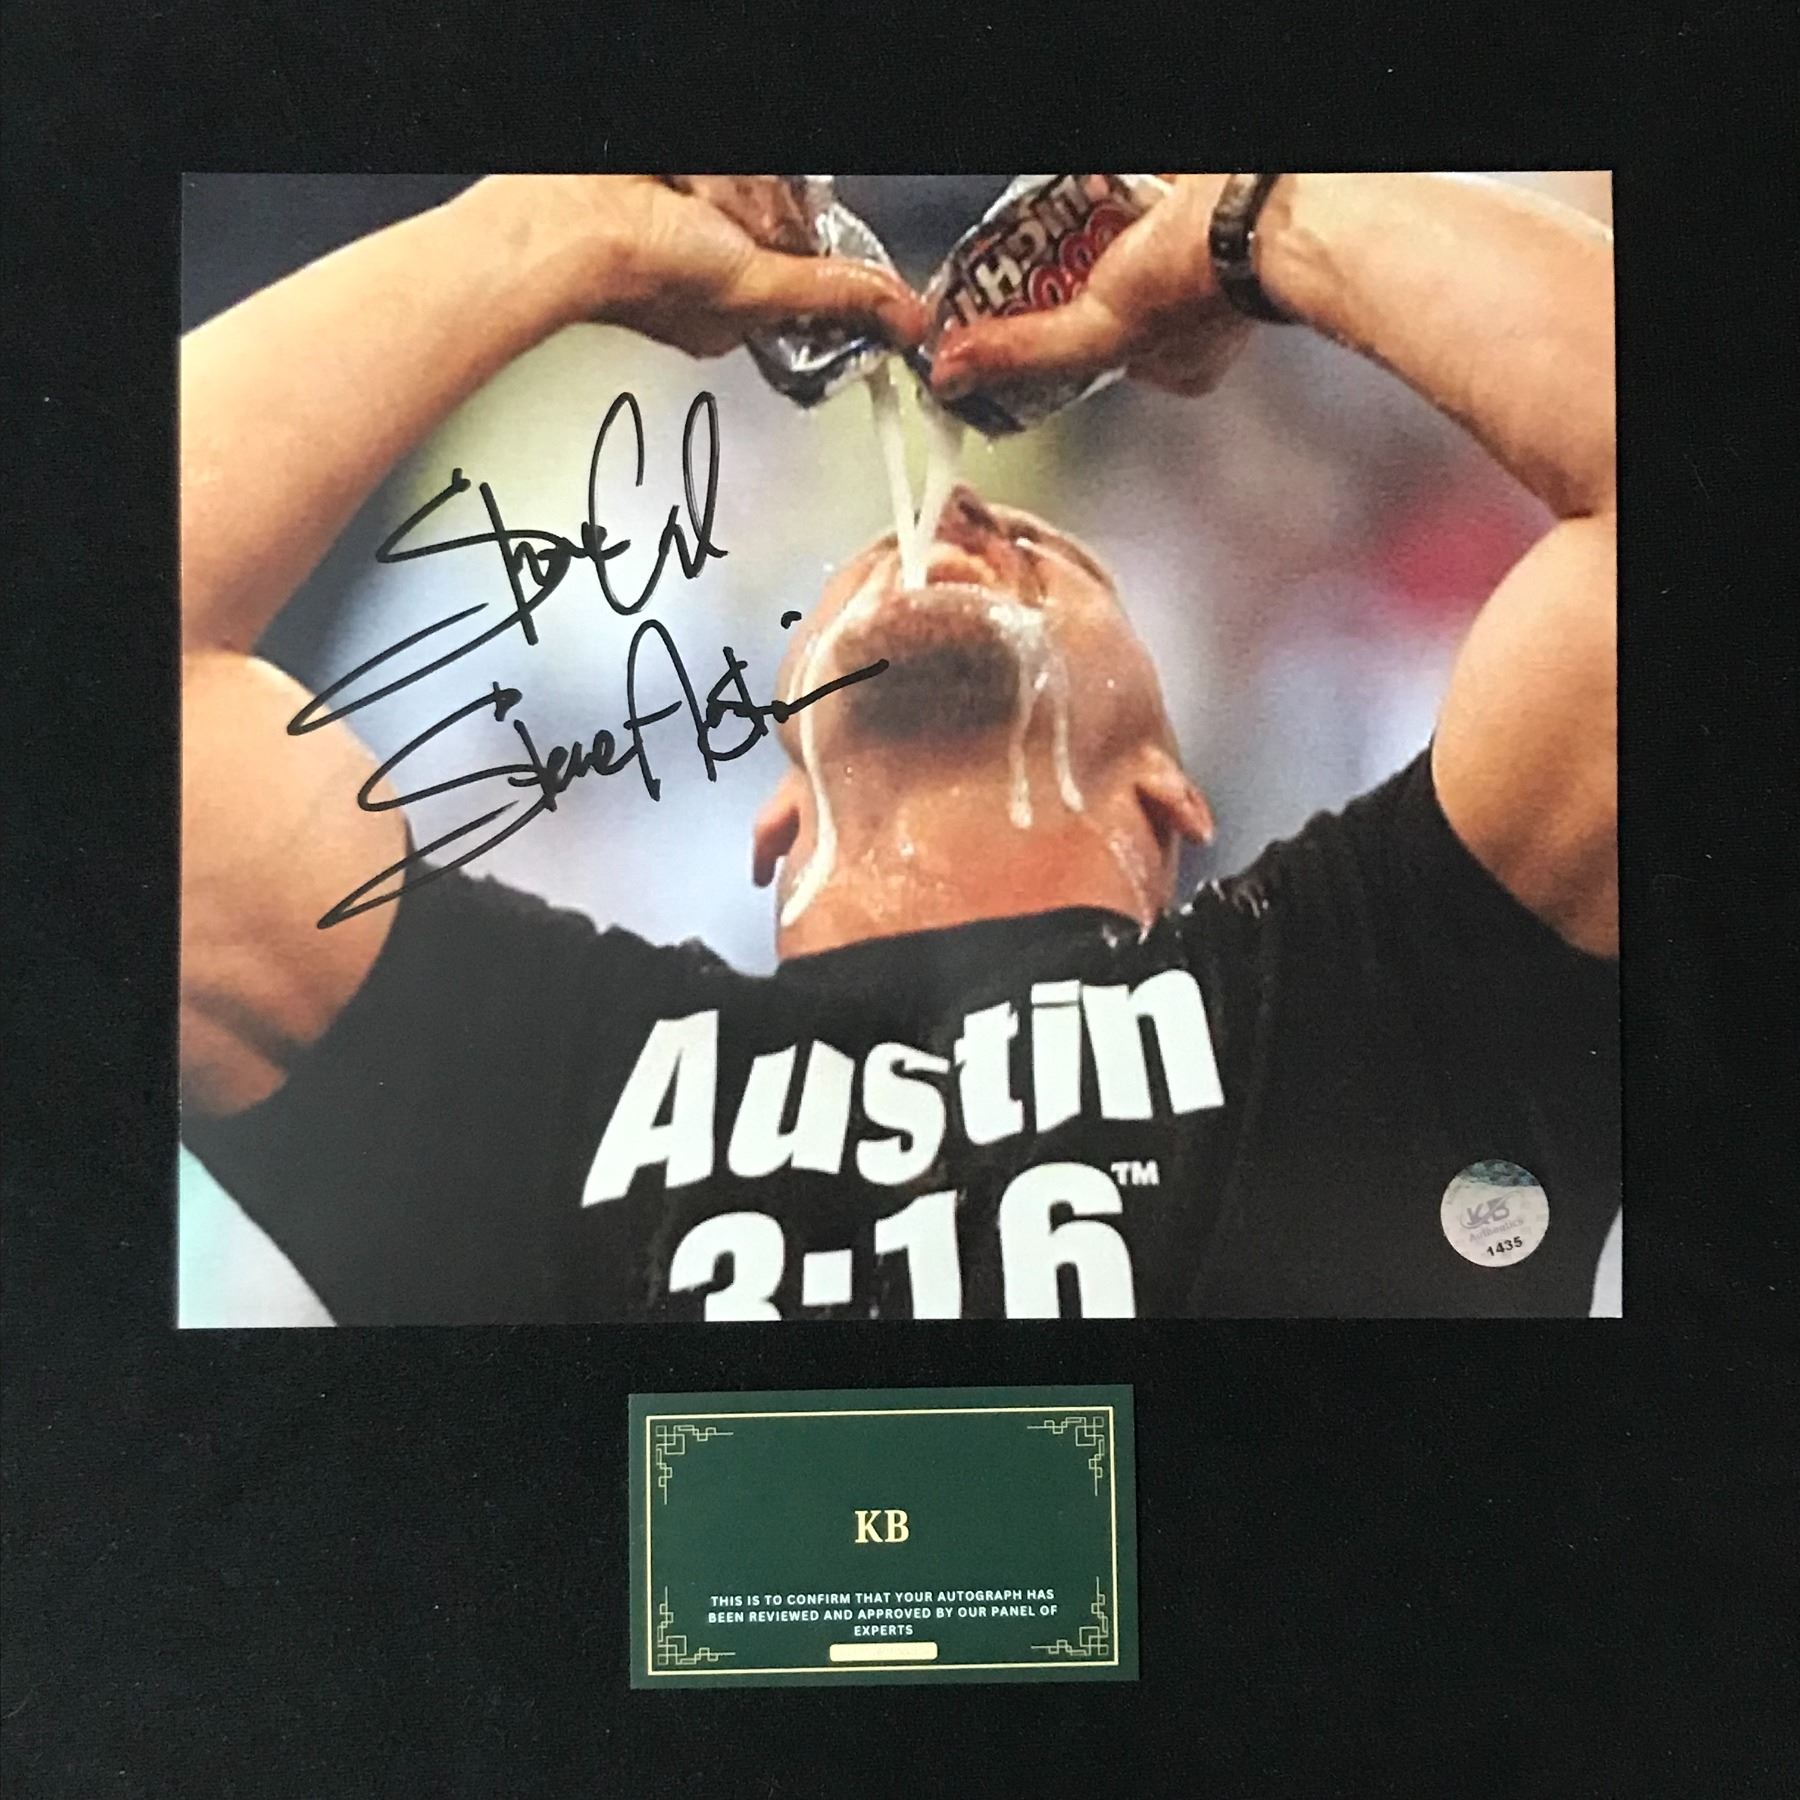 Stone Cold
Steve Austin
Austin
3:16™
KB
Authentics
1435
KB
THIS IS TO CONFIRM THAT YOUR AUTOGRAPH HAS
BEEN REVIEWED AND APPROVED BY OUR PANEL OF
EXPERTS